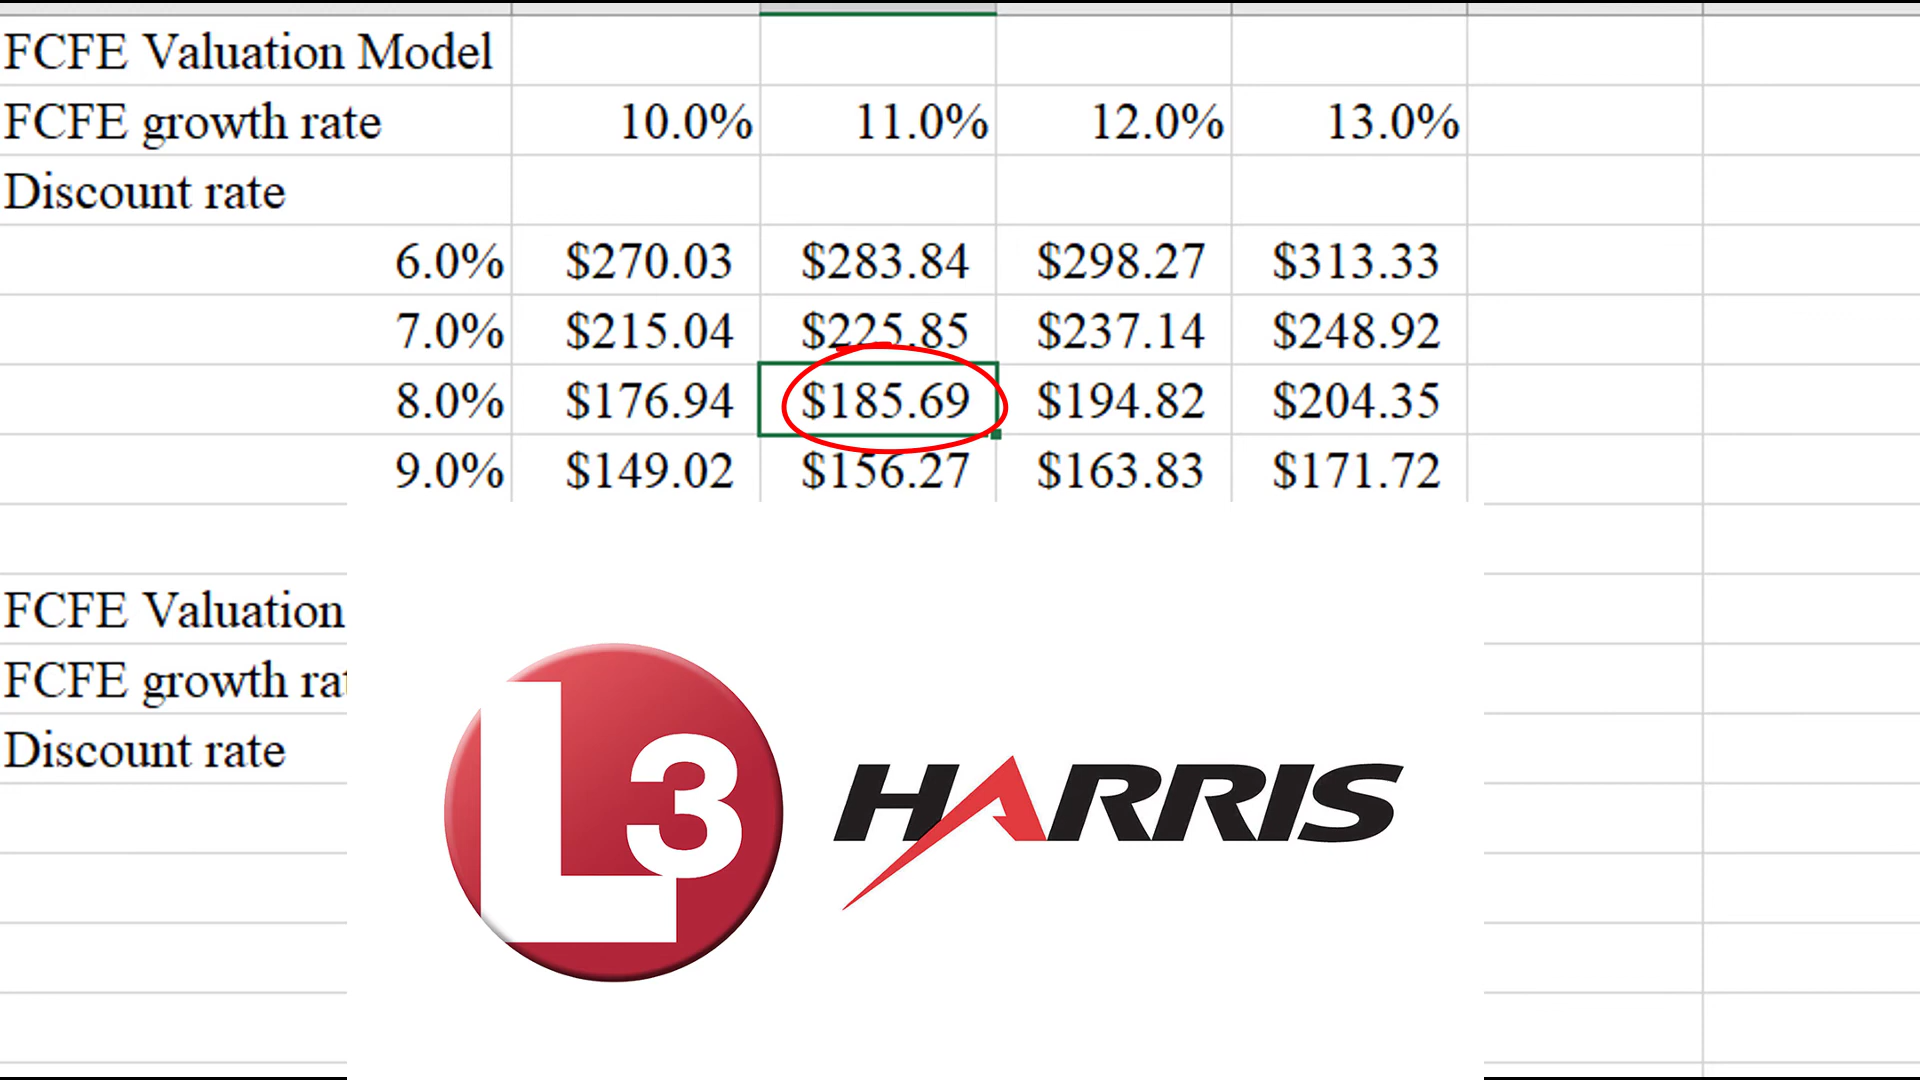 FCFE Valuation Model
FCFE growth rate 10.0% 11.0% 12.0% 13.0%
Discount rate
6.0% $270.03 $283.84 $298.27 $313.33
7.0% $215.04 $225.85 $237.14 $248.92
8.0% $176.94 $185.69 $194.82 $204.35
9.0% $149.02 $156.27 $163.83 $171.72
FCFE Valuation
FCFE growth rat
Discount rate
L3 HARRIS